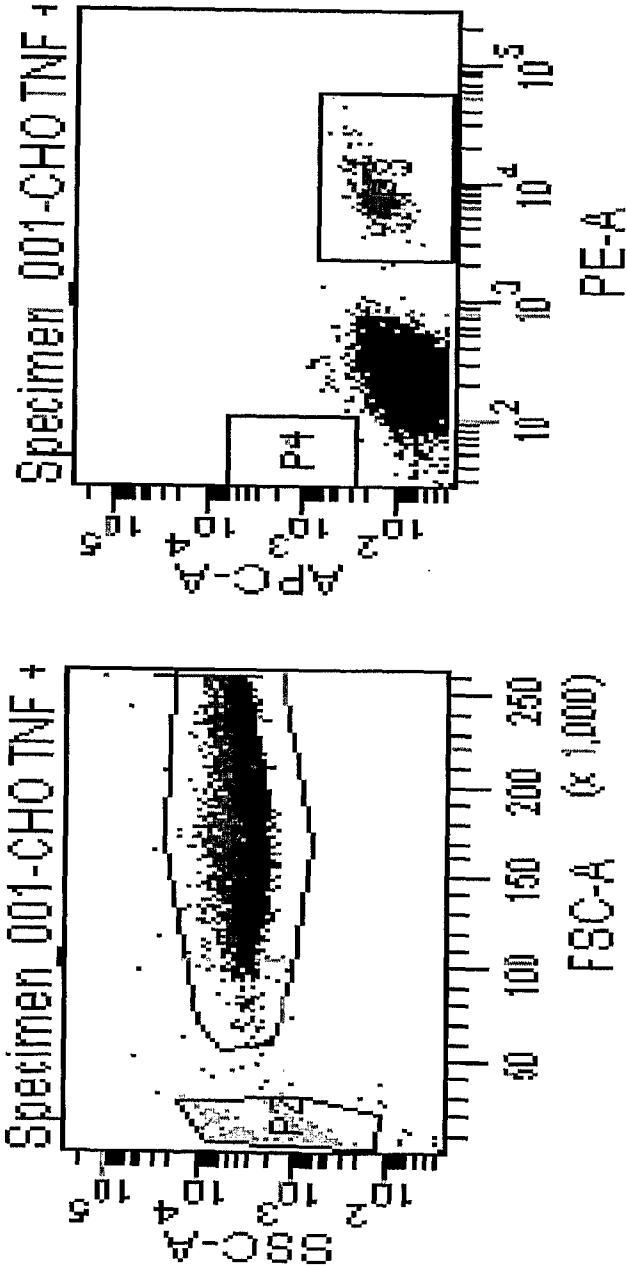 Specimen 001-CHO TNF +
SSC-A
10^5
10^4
10^3
10^2
P2
50 100 150 200 250
FSC-A (x 1,000)
Specimen 001-CHO TNF +
APC-A
10^5
10^4
10^3
10^2
P4
10^2 10^3 10^4 10^5
PE-A